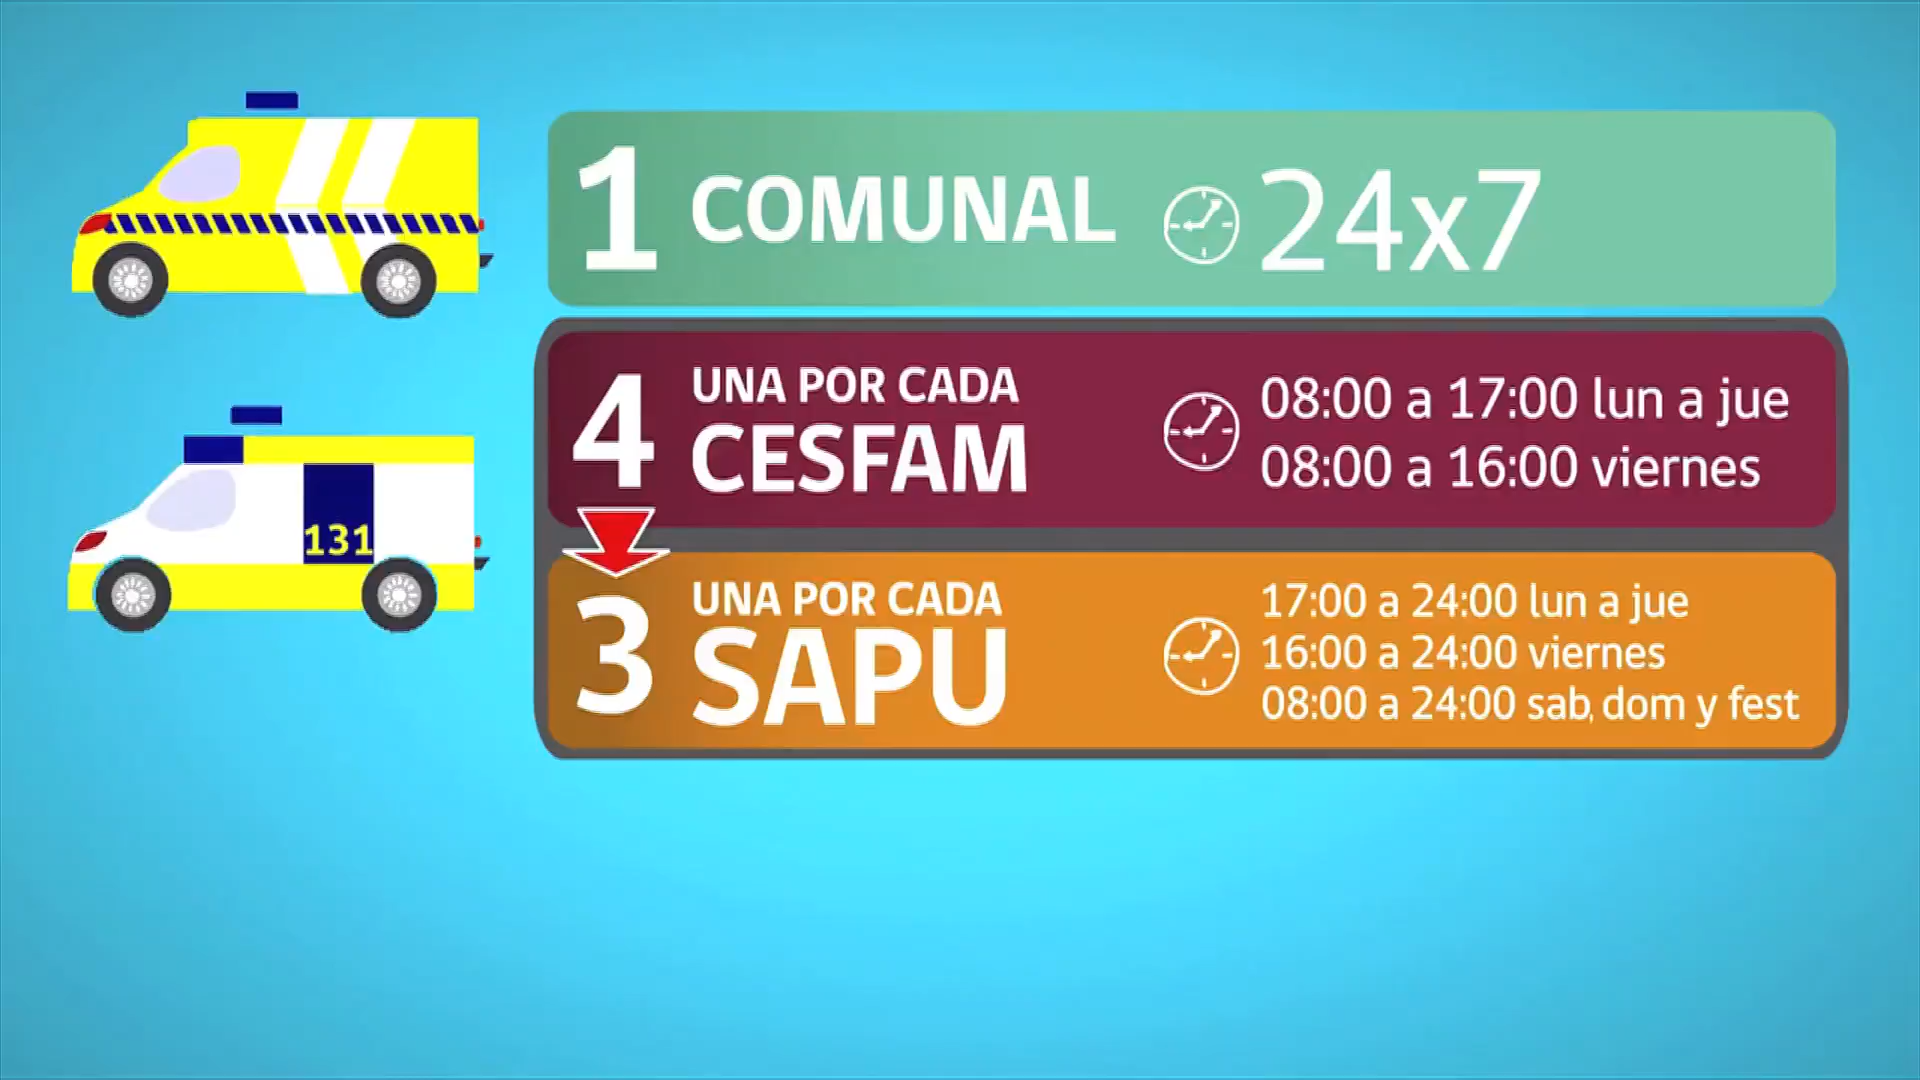 1 COMUNAL 24x7
131
4 UNA POR CADA
CESFAM
08:00 a 17:00 lun a jue
08:00 a 16:00 viernes
3 UNA POR CADA
SAPU
17:00 a 24:00 lun a jue
16:00 a 24:00 viernes
08:00 a 24:00 sab, dom y fest